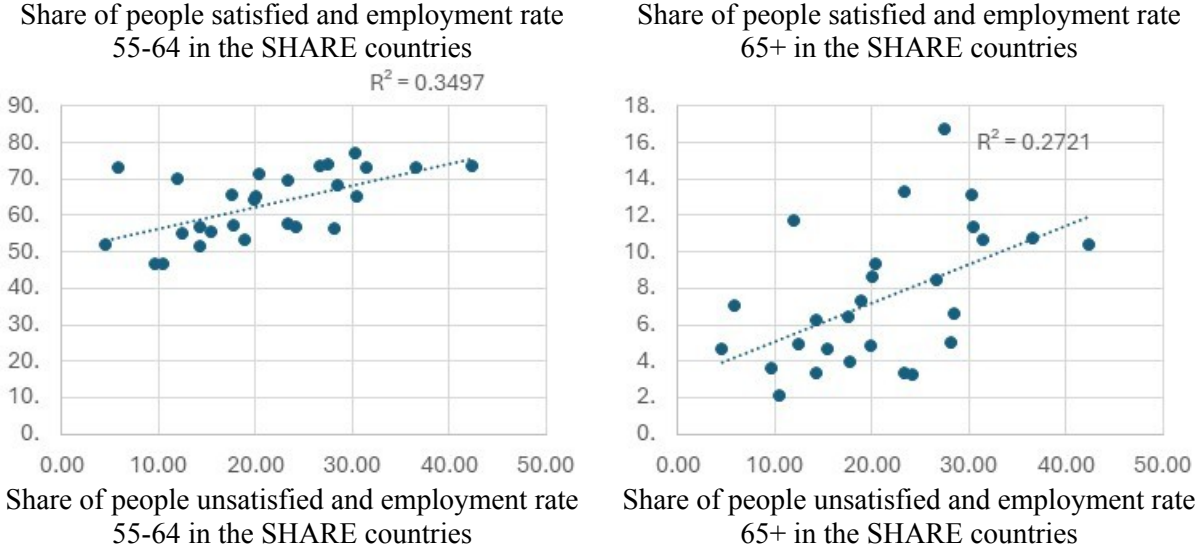 Share of people satisfied and employment rate
55-64 in the SHARE countries
R² = 0.3497
90.
80.
70.
60.
50.
40.
30.
20.
10.
0.
0.00 10.00 20.00 30.00 40.00 50.00
Share of people unsatisfied and employment rate
55-64 in the SHARE countries
Share of people satisfied and employment rate
65+ in the SHARE countries
R² = 0.2721
18.
16.
14.
12.
10.
8.
6.
4.
2.
0.
0.00 10.00 20.00 30.00 40.00 50.00
Share of people unsatisfied and employment rate
65+ in the SHARE countries